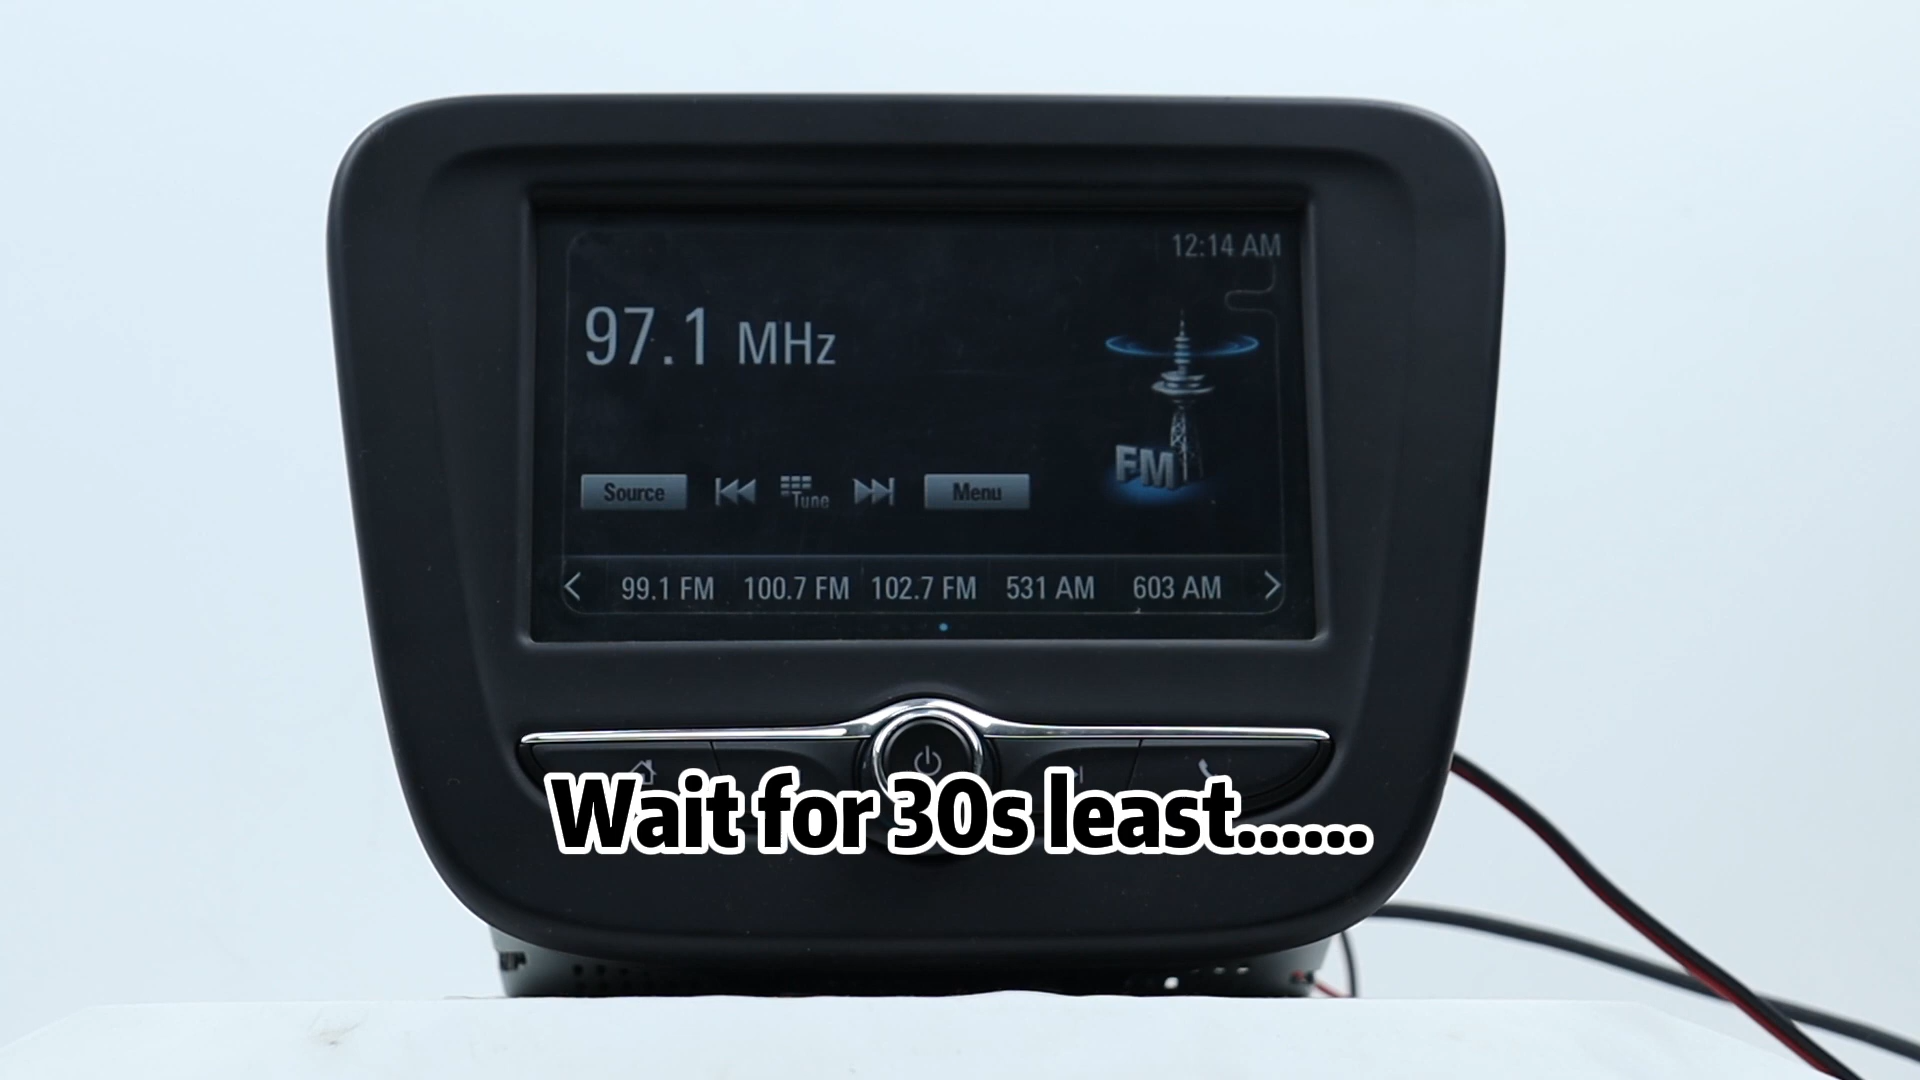 12:14 AM
97.1 MHz
FM
Source
Tune
Menu
99.1 FM 100.7 FM 102.7 FM 531 AM 603 AM
Wait for 30s least......